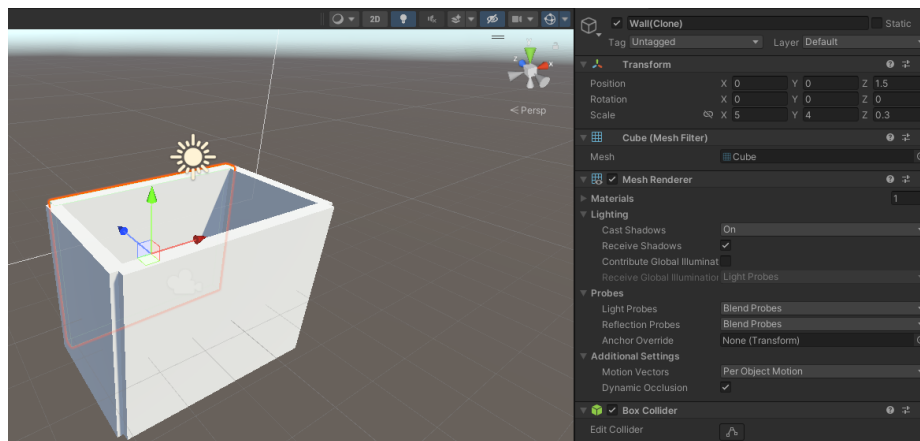 2D
Wall(Clone)
Static
Tag Untagged Layer Default
y
z x
Transform
Position X 0 Y 0 Z 1.5
< Persp
Rotation X 0 Y 0 Z 0
Scale X 5 Y 4 Z 0.3
Cube (Mesh Filter)
Mesh Cube
Mesh Renderer
Materials 1
Lighting
Cast Shadows On
Receive Shadows
Contribute Global Illuminat
Receive Global Illumination Light Probes
Probes
Light Probes Blend Probes
Reflection Probes Blend Probes
Anchor Override None (Transform)
Additional Settings
Motion Vectors Per Object Motion
Dynamic Occlusion
Box Collider
Edit Collider